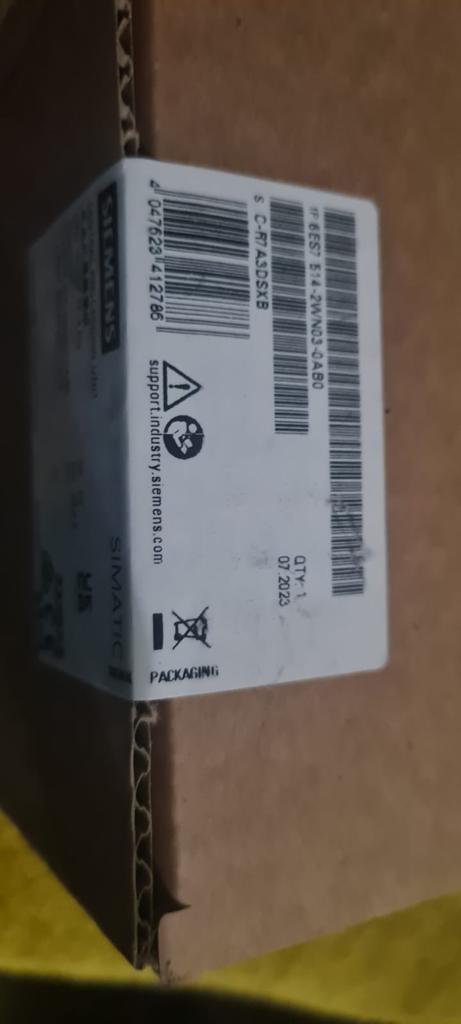 1P 6ES7 514-2WN03-0AB0
S C-R7A3DSXB
QTY: 1
07.2023
4 047623 412786
support.industry.siemens.com
PACKAGING
SIEMENS
SIMATIC